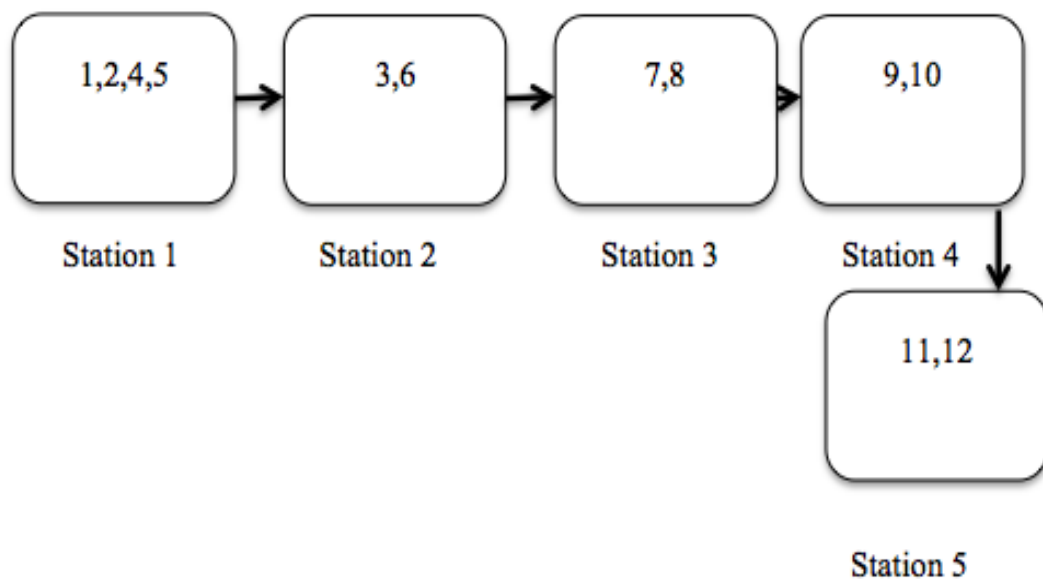 1,2,4,5
3,6
7,8
9,10
Station 1
Station 2
Station 3
Station 4
11,12
Station 5